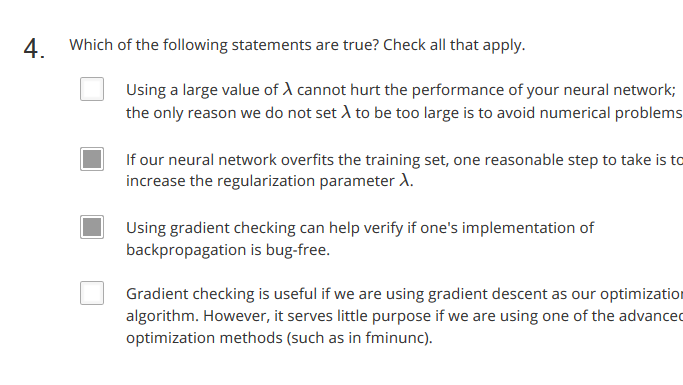 4. Which of the following statements are true? Check all that apply.
Using a large value of λ cannot hurt the performance of your neural network;
the only reason we do not set λ to be too large is to avoid numerical problems
If our neural network overfits the training set, one reasonable step to take is to
increase the regularization parameter λ.
Using gradient checking can help verify if one's implementation of
backpropagation is bug-free.
Gradient checking is useful if we are using gradient descent as our optimization
algorithm. However, it serves little purpose if we are using one of the advanced
optimization methods (such as in fminunc).